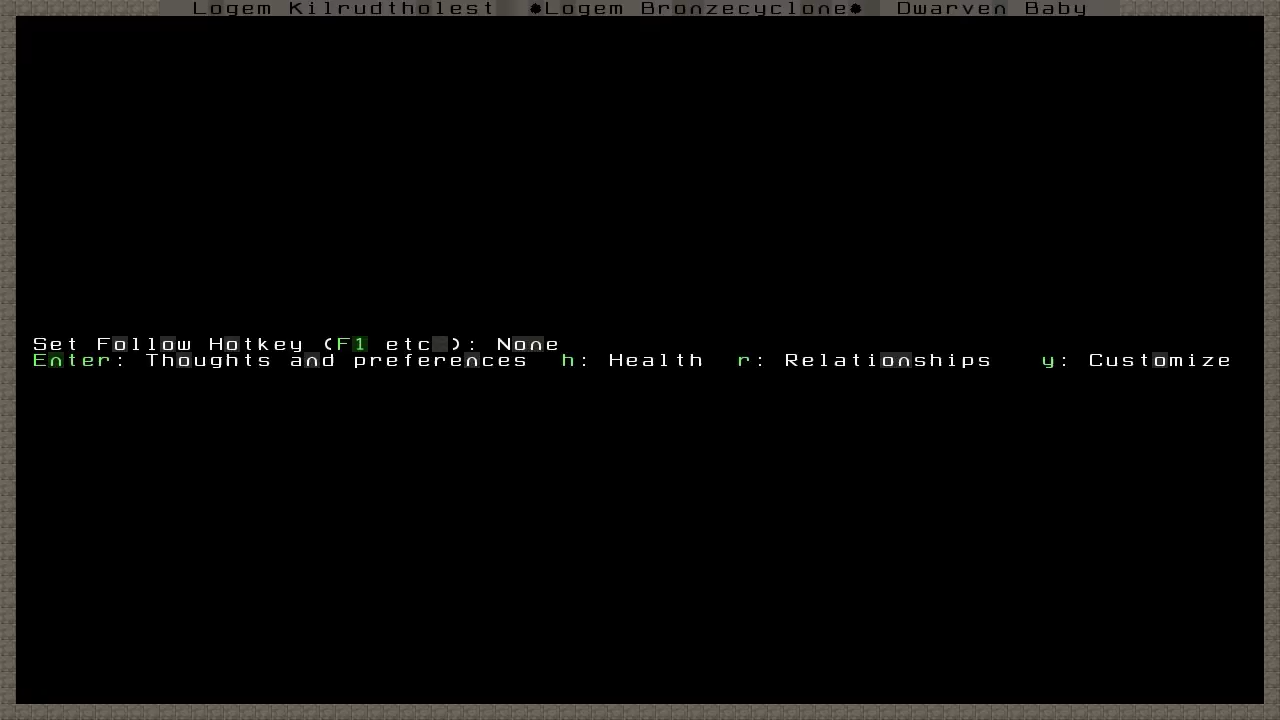 Logem Kilrudtholest ●Logem Bronzecyclone● Dwarven Baby
Set Follow Hotkey (F1 etc ): None
Enter: Thoughts and preferences h: Health r: Relationships y: Customize